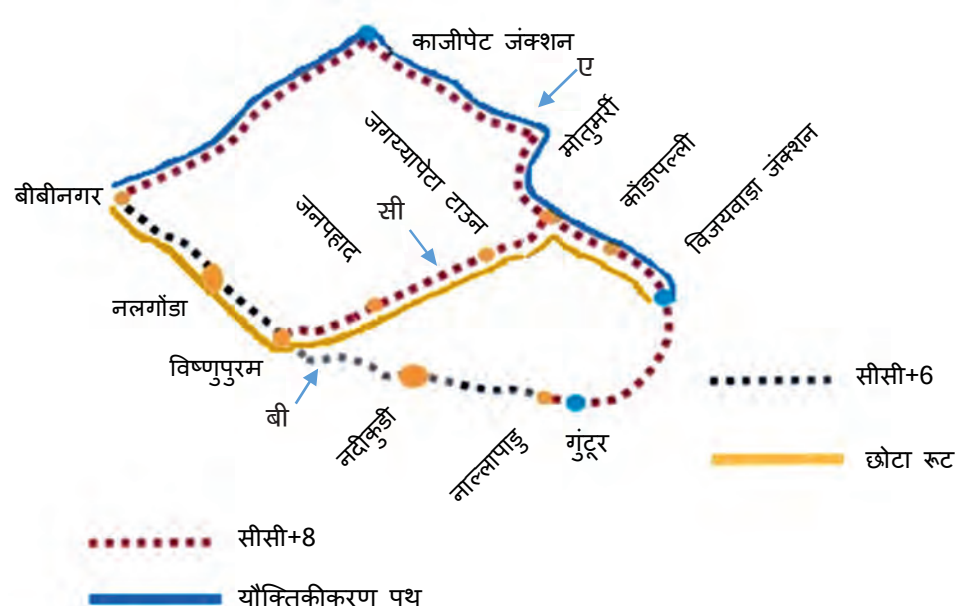 काजीपेट जंक्शन
ए
मोतुमर्री
जगय्यापेटा टाउन
कोंडापल्ली
विजयवाड़ा जंक्शन
बीबीनगर
जनपहाद
सी
नलगोंडा
विष्णुपुरम
बी
नदीकुडी
नाल्लापाडु
गुंटूर
सीसी+6
छोटा रूट
सीसी+8
यौक्तिकीकरण पथ